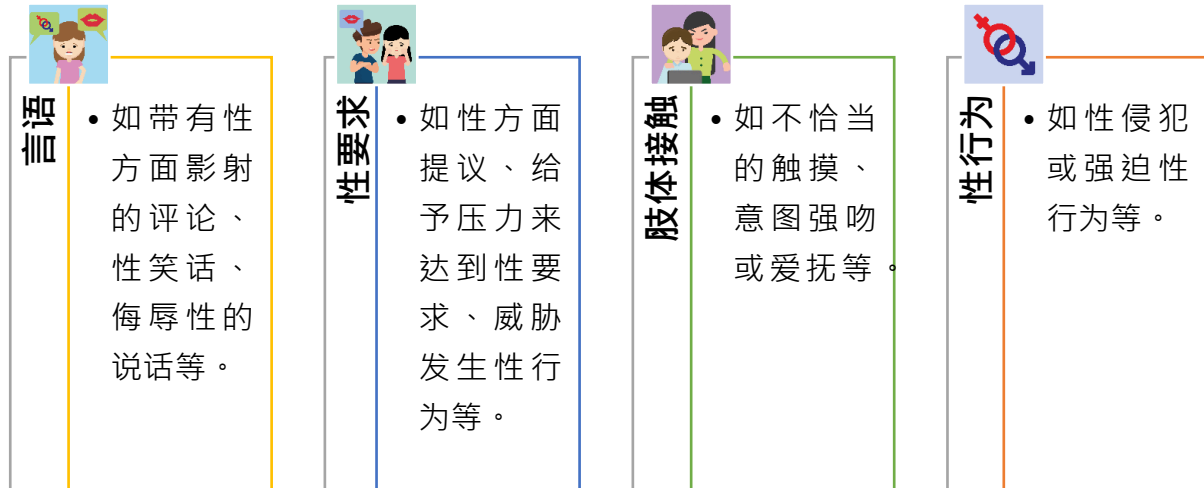 言语
• 如带有性
方面影射
的评论、
性笑话、
侮辱性的
说话等。
性要求
• 如性方面
提议、给
予压力来
达到性要
求、威胁
发生性行
为等。
肢体接触
• 如不恰当
的触摸、
意图强吻
或爱抚等。
性行为
• 如性侵犯
或强迫性
行为等。